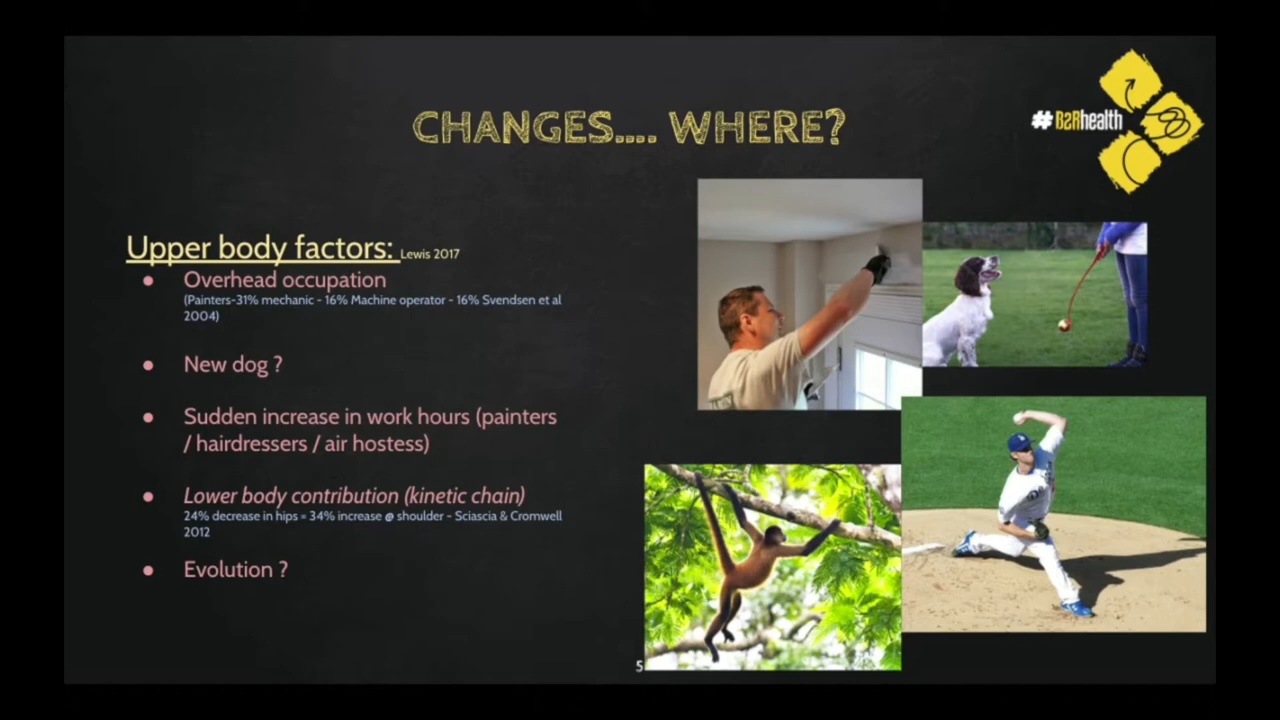 CHANGES.... WHERE?
# B2Rhealth
Upper body factors: Lewis 2017
● Overhead occupation
(Painters-31% mechanic - 16% Machine operator - 16% Svendsen et al
2004)
● New dog ?
● Sudden increase in work hours (painters
/ hairdressers / air hostess)
● Lower body contribution (kinetic chain)
24% decrease in hips = 34% increase @ shoulder - Sciascia & Cromwell
2012
● Evolution ?
5